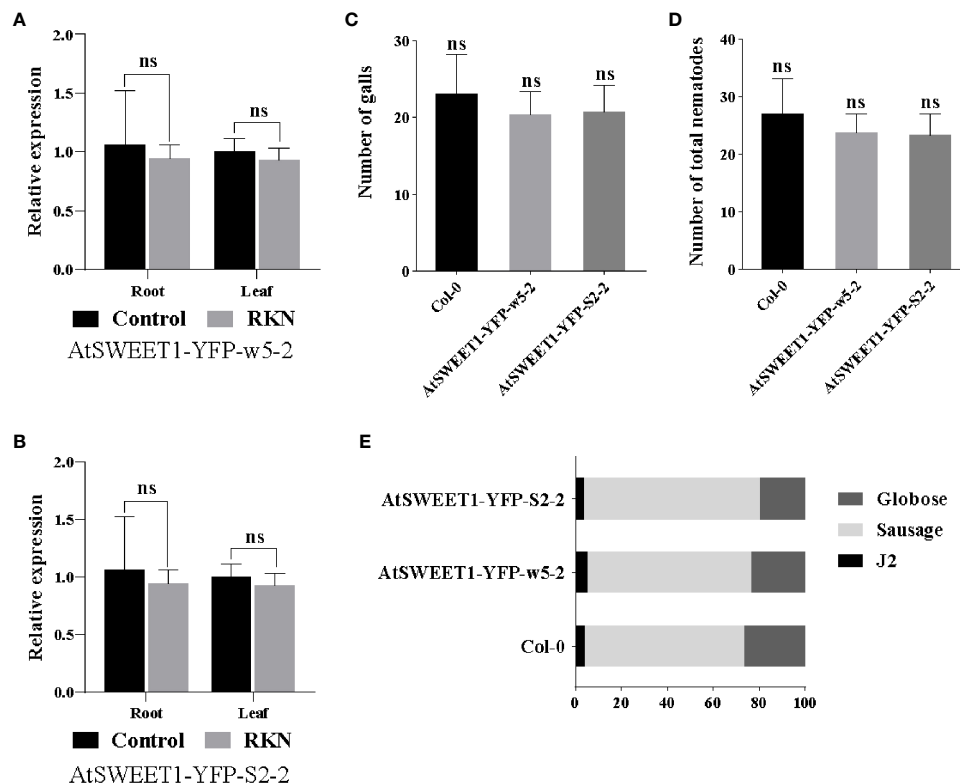 A
Relative expression
2.0
1.5
1.0
0.5
0.0
ns
ns
Root
Leaf
Control
RKN
AtSWEET1-YFP-w5-2
B
Relative expression
2.0
1.5
1.0
0.5
0.0
ns
ns
Root
Leaf
Control
RKN
AtSWEET1-YFP-S2-2
C
Number of galls
30
20
10
0
ns
ns
ns
Col-0
AtSWEET1-YFP-w5-2
AtSWEET1-YFP-S2-2
D
Number of total nematodes
40
30
20
10
0
ns
ns
ns
Col-0
AtSWEET1-YFP-w5-2
AtSWEET1-YFP-S2-2
E
AtSWEET1-YFP-S2-2
AtSWEET1-YFP-w5-2
Col-0
0 20 40 60 80 100
Globose
Sausage
J2